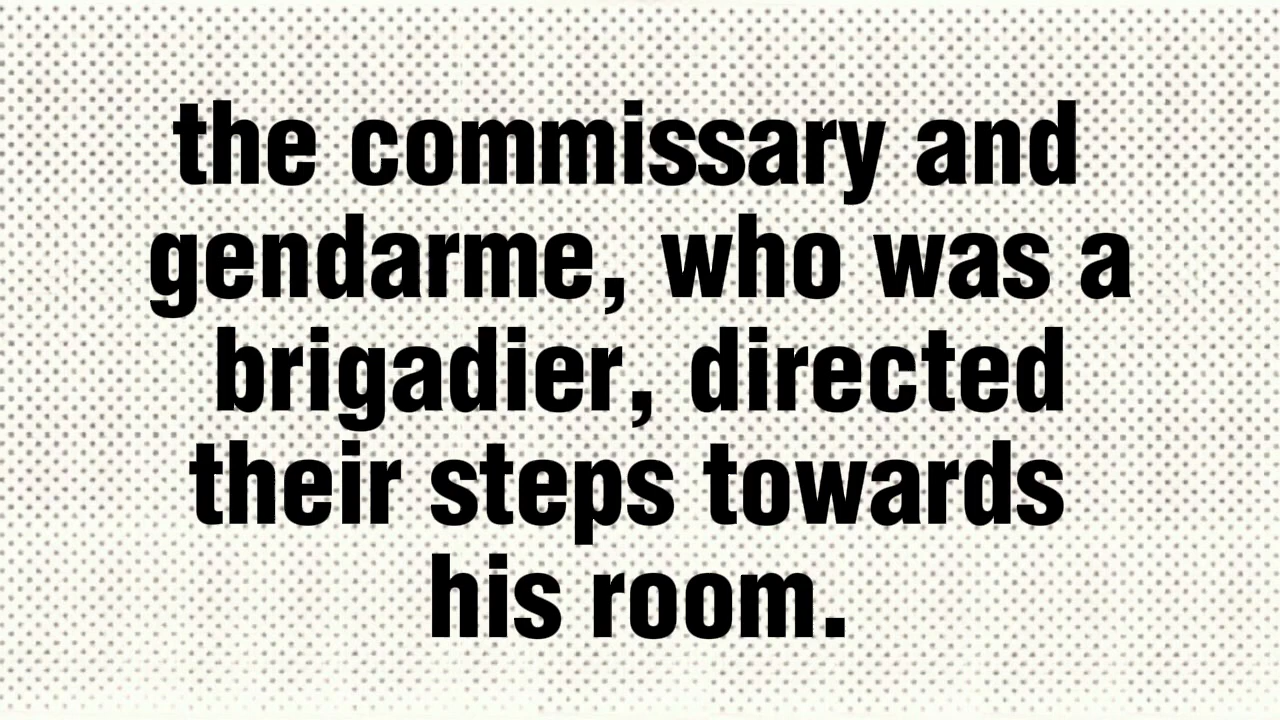 the commissary and
gendarme, who was a
brigadier, directed
their steps towards
his room.